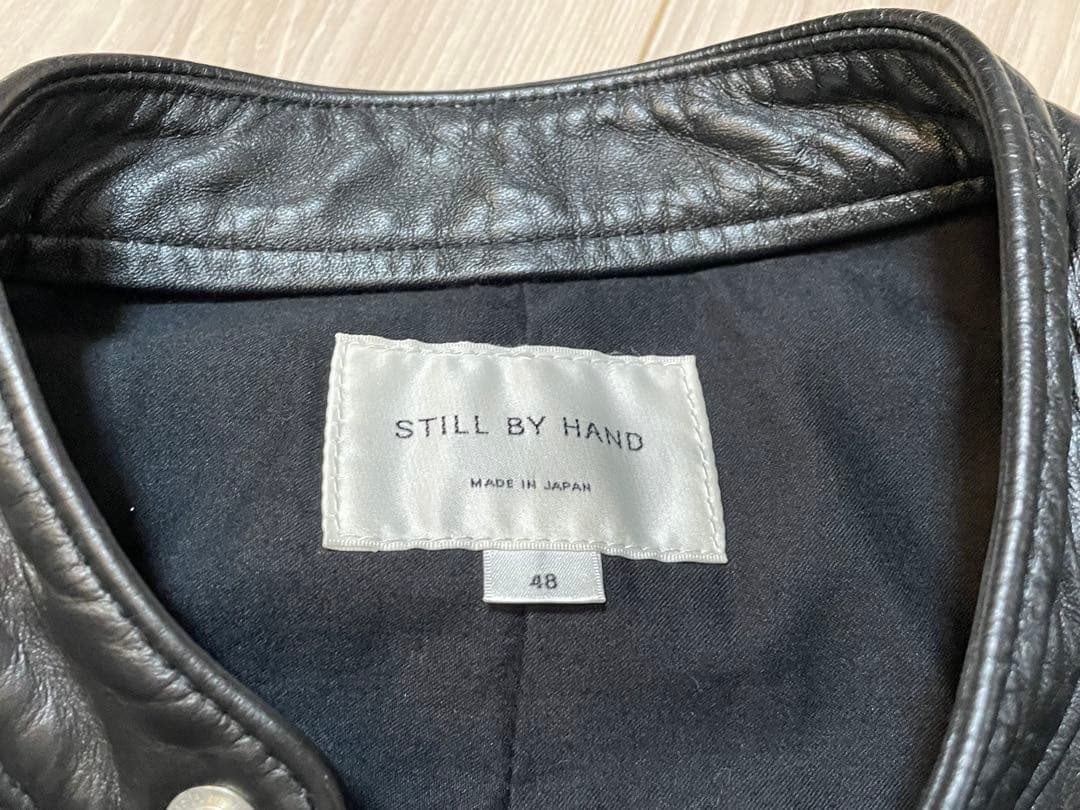 STILL BY HAND
MADE IN JAPAN
48